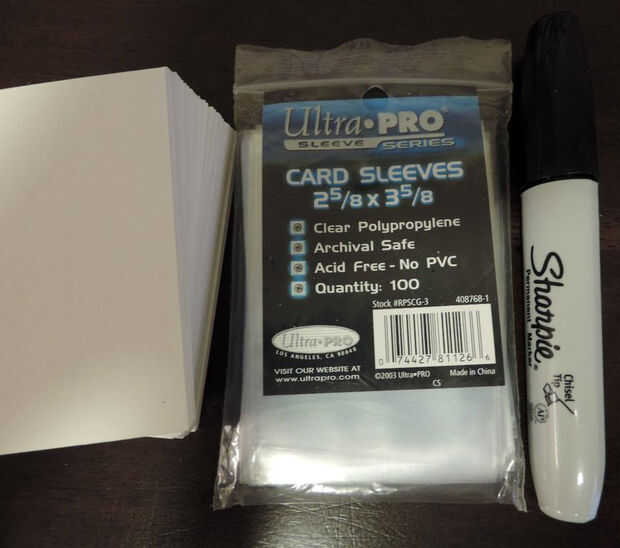 Ultra•PRO
SLEEVE SERIES
CARD SLEEVES
2 5/8 x 3 5/8
Clear Polypropylene
Archival Safe
Acid Free - No PVC
Quantity: 100
Stock #RPSCG-3 408768-1
Ultra•PRO
LOS ANGELES, CA 90040
VISIT OUR WEBSITE AT
www.ultrapro.com
0 74427 81126 6
©2003 Ultra•PRO Made in China
CS
Sharpie
Permanent Marker
Chisel
Tip
AP